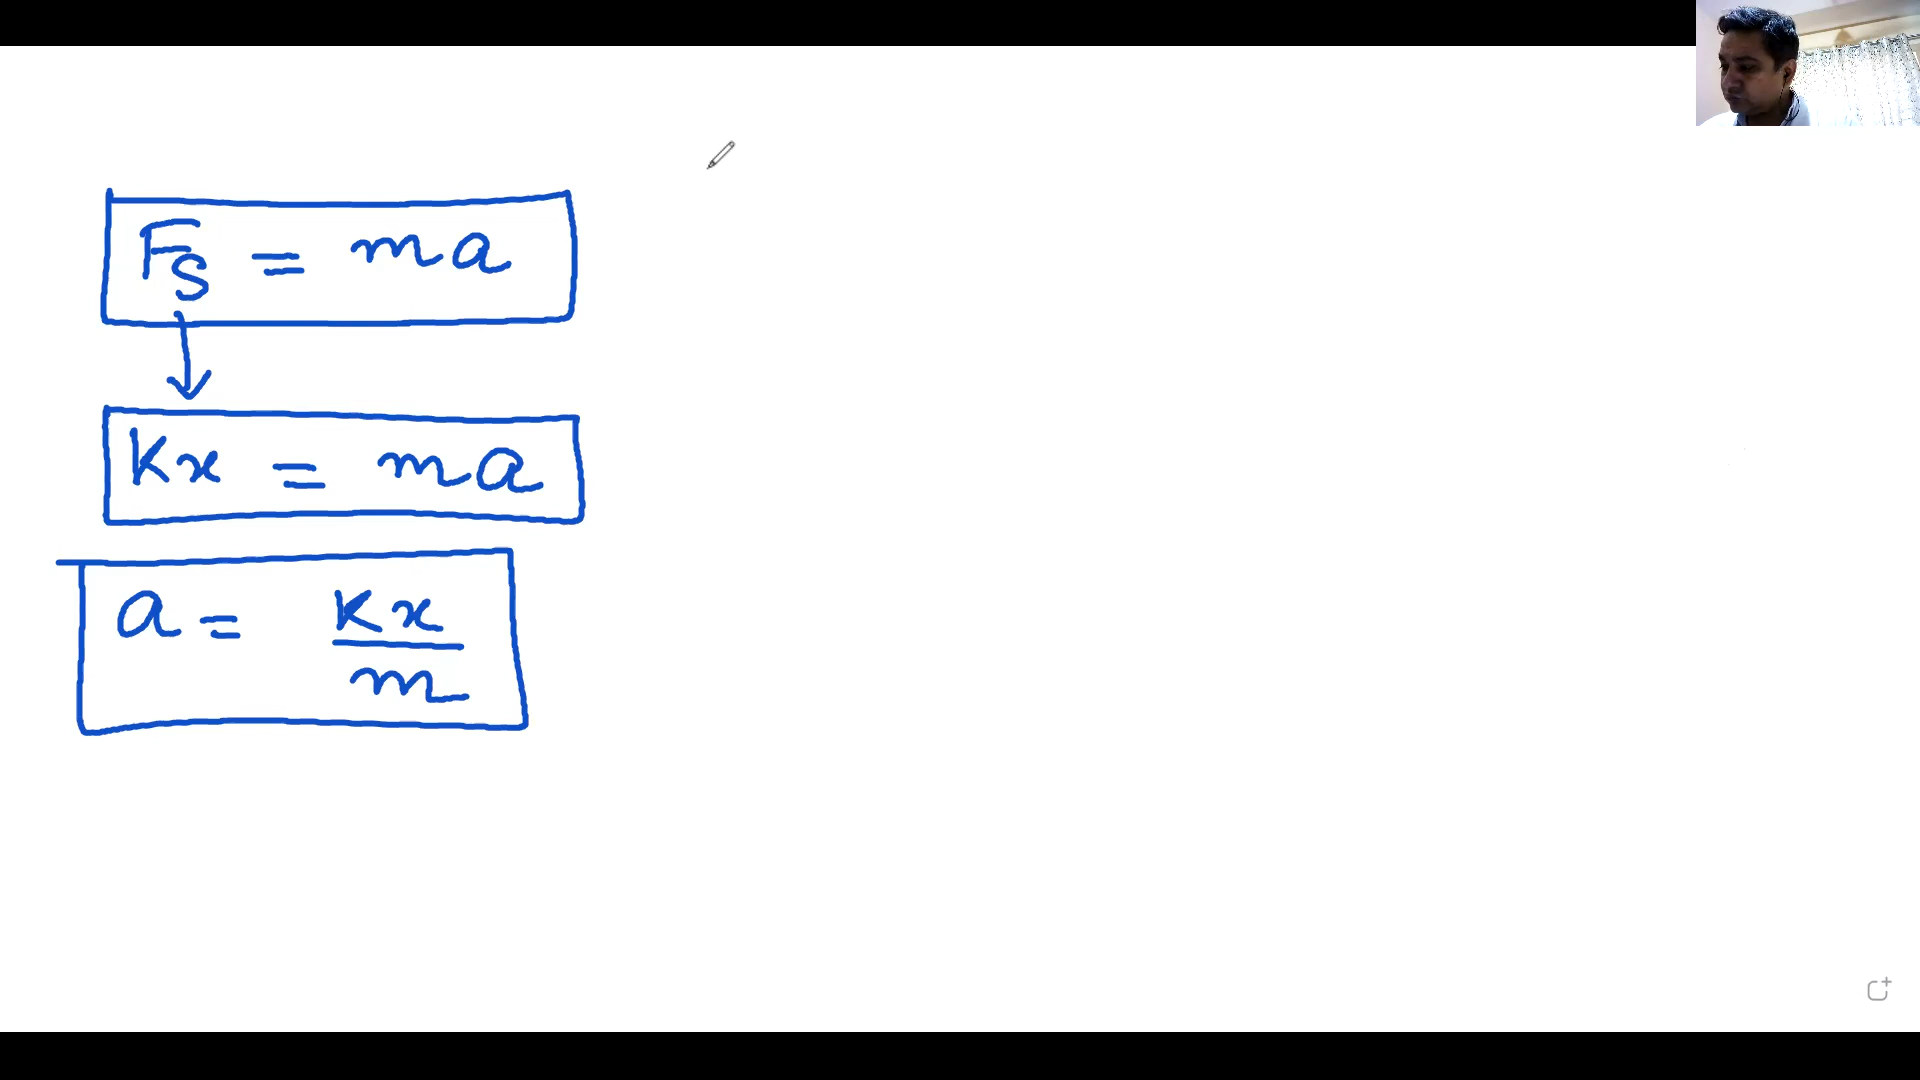 Fs = ma
Kx = ma
a = Kx/m